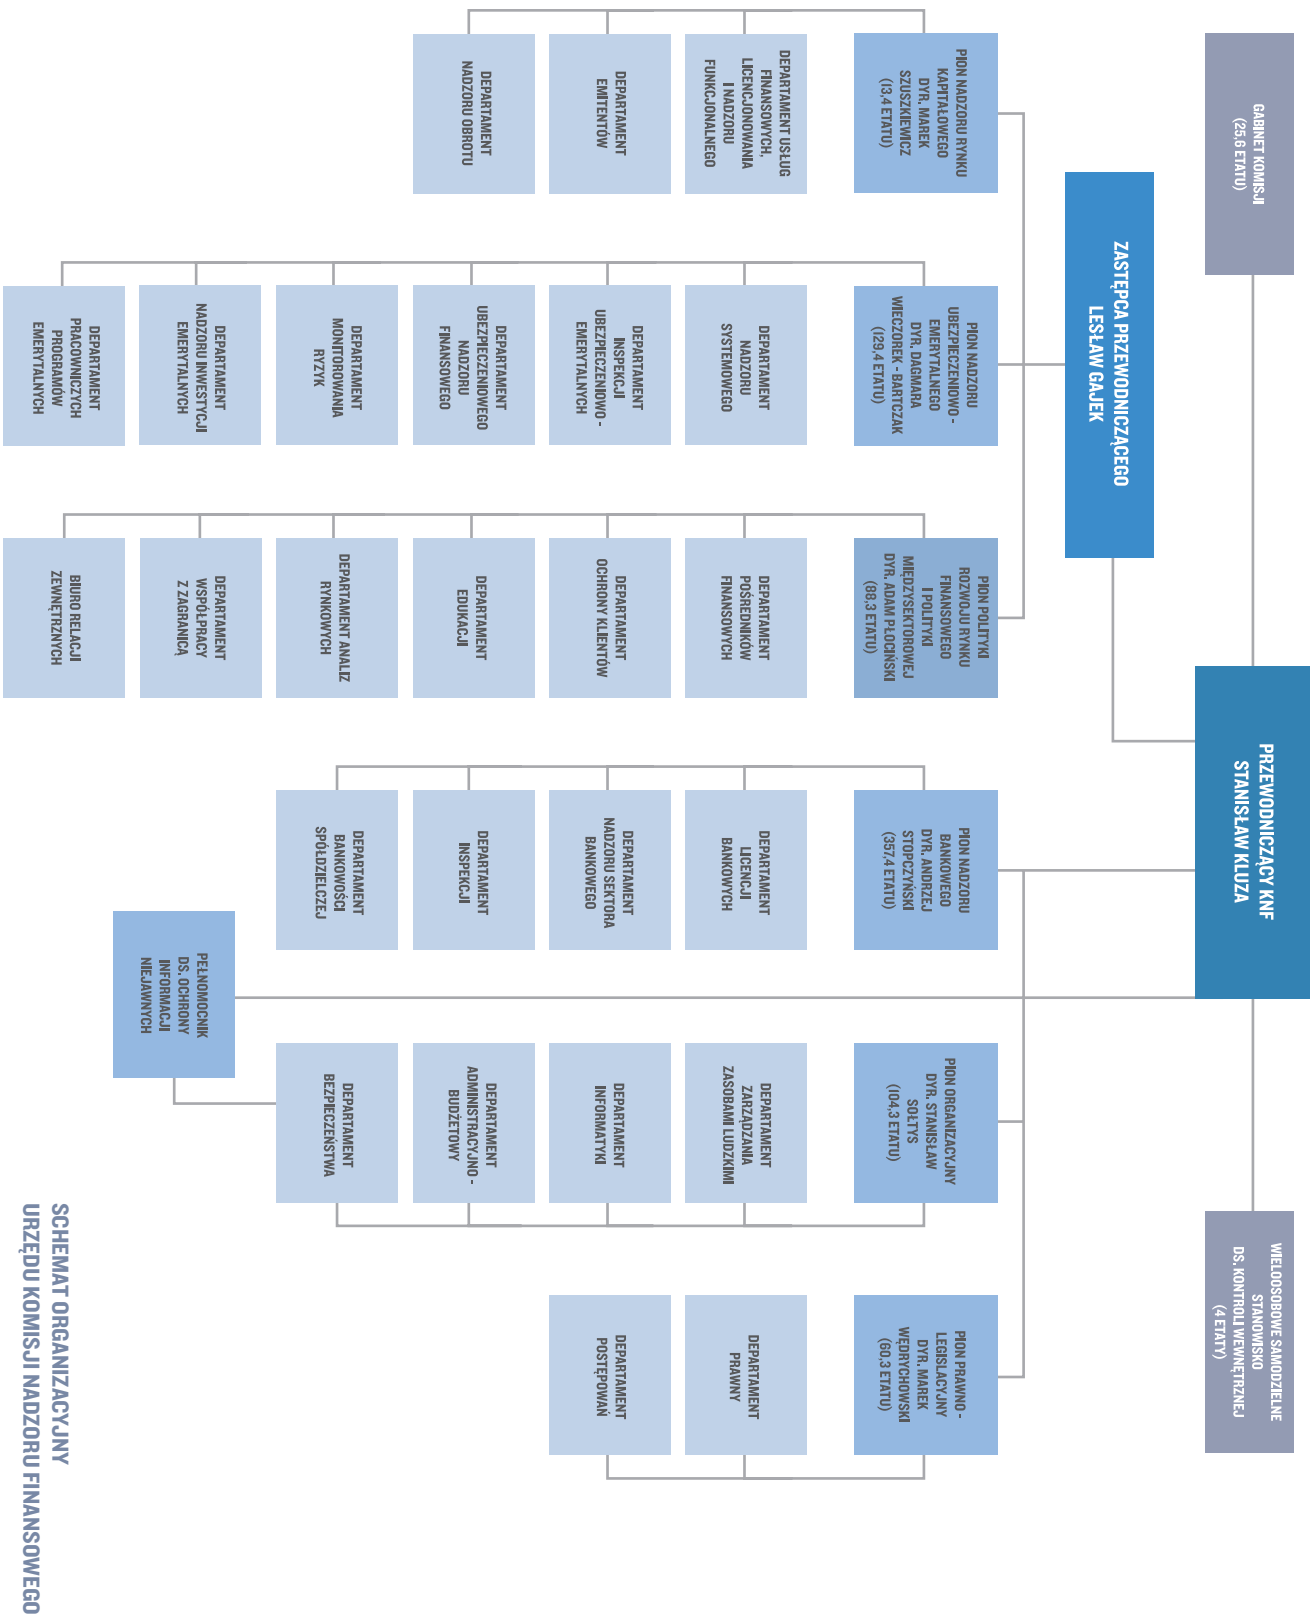 GABINET KOMISJI
(25,6 ETATU)
PRZEWODNICZĄCY KNF
STANISŁAW KLUZA
WIELOOSOBOWE SAMODZIELNE
STANOWISKO
DS. KONTROLI WEWNĘTRZNEJ
(4 ETATY)
ZASTĘPCA PRZEWODNICZĄCEGO
LESŁAW GAJEK
PION NADZORU RYNKU
KAPITAŁOWEGO
DYR. MAREK
SZUSZKIEWICZ
(13,4 ETATU)
DEPARTAMENT USŁUG
FINANSOWYCH,
LICENCJONOWANIA
I NADZORU
FUNKCJONALNEGO
DEPARTAMENT
EMITENTÓW
DEPARTAMENT
NADZORU OBROTU
PION NADZORU
UBEZPIECZENIOWO -
EMERYTALNEGO
DYR. DAGMARA
WIECZOREK - BARTCZAK
(129,4 ETATU)
DEPARTAMENT
NADZORU
SYSTEMOWEGO
DEPARTAMENT
INSPEKCJI
UBEZPIECZENIOWO -
EMERYTALNYCH
DEPARTAMENT
UBEZPIECZENIOWEGO
NADZORU
FINANSOWEGO
DEPARTAMENT
MONITOROWANIA
RYZYK
DEPARTAMENT
NADZORU INWESTYCJI
EMERYTALNYCH
DEPARTAMENT
PRACOWNICZYCH
PROGRAMÓW
EMERYTALNYCH
PION POLITYKI
ROZWOJU RYNKU
FINANSOWEGO
I POLITYKI
MIĘDZYSEKTOROWEJ
DYR. ADAM PŁOCIŃSKI
(88,3 ETATU)
DEPARTAMENT
POŚREDNIKÓW
FINANSOWYCH
DEPARTAMENT
OCHRONY KLIENTÓW
DEPARTAMENT
EDUKACJI
DEPARTAMENT ANALIZ
RYNKOWYCH
DEPARTAMENT
WSPÓŁPRACY
Z ZAGRANICĄ
BIURO RELACJI
ZEWNĘTRZNYCH
PION NADZORU
BANKOWEGO
DYR. ANDRZEJ
STOPCZYŃSKI
(357,4 ETATU)
DEPARTAMENT
LICENCJI
BANKOWYCH
DEPARTAMENT
NADZORU SEKTORA
BANKOWEGO
DEPARTAMENT
INSPEKCJI
DEPARTAMENT
BANKOWOŚCI
SPÓŁDZIELCZEJ
PEŁNOMOCNIK
DS. OCHRONY
INFORMACJI
NIEJAWNYCH
PION ORGANIZACYJNY
DYR. STANISŁAW
SOŁTYS
(104,3 ETATU)
DEPARTAMENT
ZARZĄDZANIA
ZASOBAMI LUDZKIMI
DEPARTAMENT
INFORMATYKI
DEPARTAMENT
ADMINISTRACYJNO -
BUDŻETOWY
DEPARTAMENT
BEZPIECZEŃSTWA
PION PRAWNO -
LEGISLACYJNY
DYR. MAREK
WĘDRYCHOWSKI
(60,3 ETATU)
DEPARTAMENT
PRAWNY
DEPARTAMENT
POSTĘPOWAŃ
SCHEMAT ORGANIZACYJNY
URZĘDU KOMISJI NADZORU FINANSOWEGO